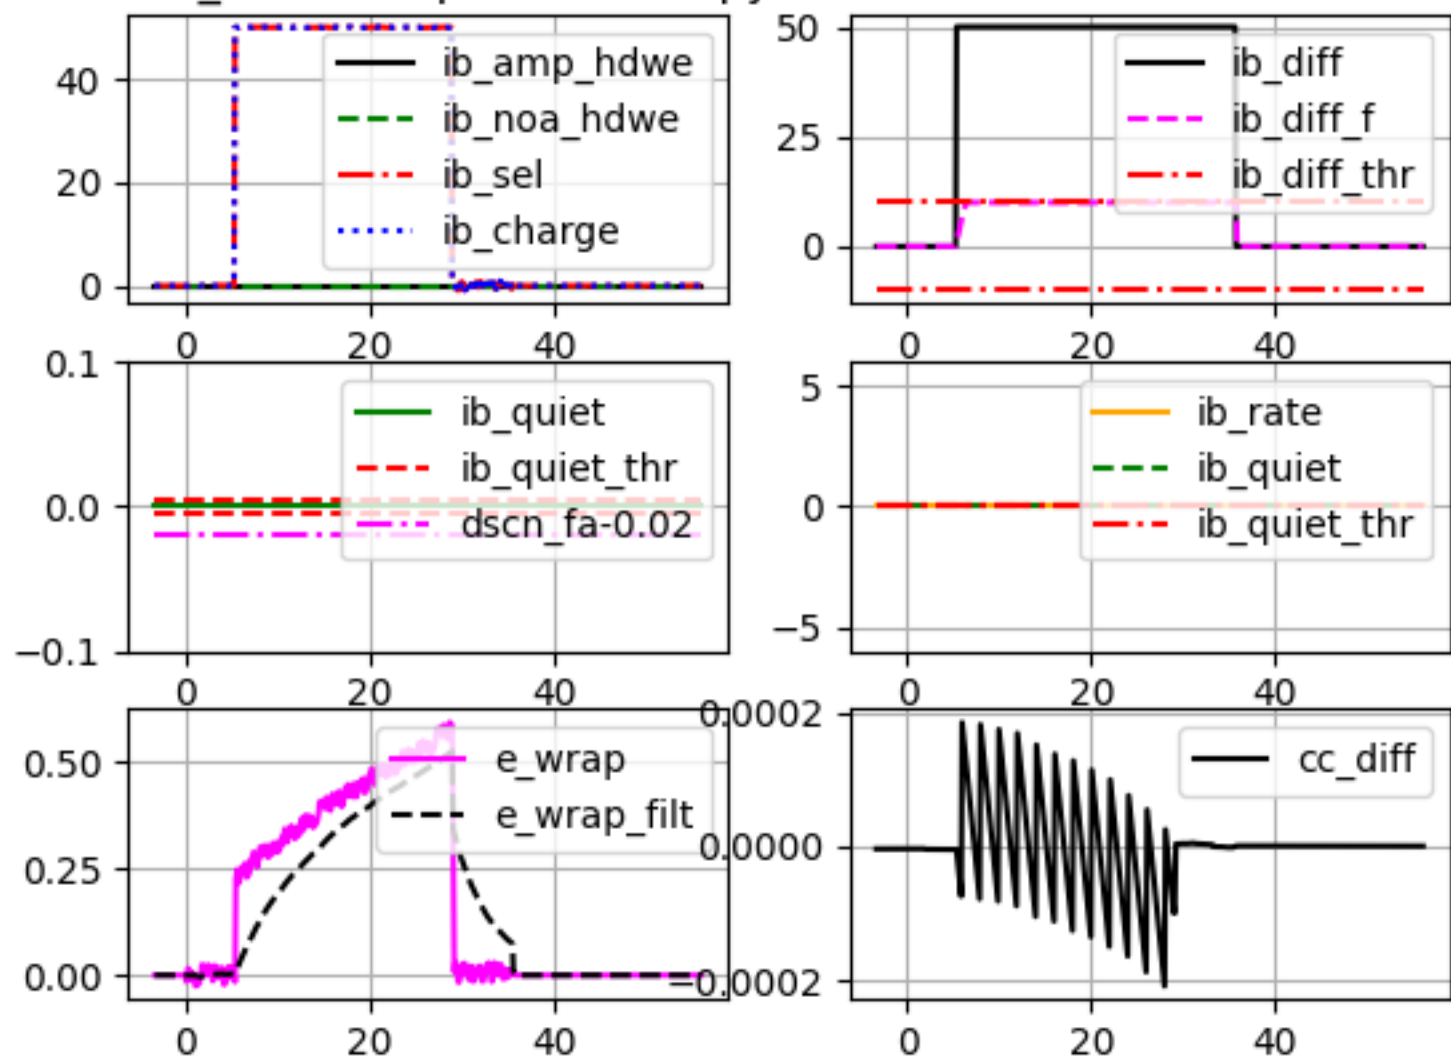 40
20
0
ib_amp_hdwe
ib_noa_hdwe
ib_sel
ib_charge
0 20 40
50
25
0
ib_diff
ib_diff_f
ib_diff_thr
0 20 40
0.1
0.0
−0.1
ib_quiet
ib_quiet_thr
dscn_fa-0.02
0 20 40
5
0
−5
ib_rate
ib_quiet
ib_quiet_thr
0 20 40
0.50
0.25
0.00
e_wrap
e_wrap_filt
0 20 40
0.0002
0.0000
−0.0002
cc_diff
0 20 40